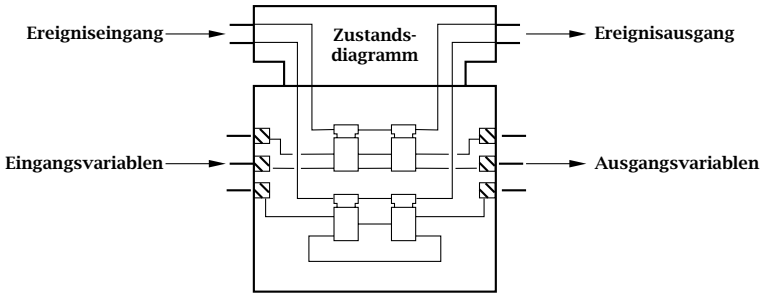 Ereigniseingang
Zustands-
diagramm
Ereignisausgang
Eingangsvariablen
Ausgangsvariablen